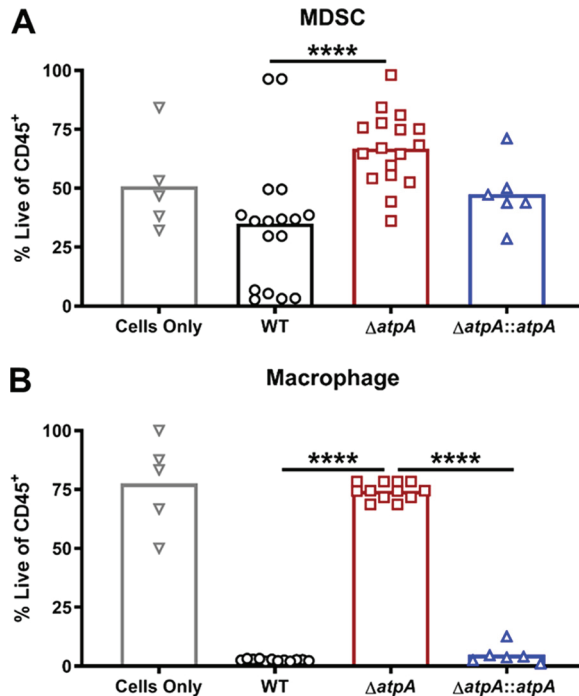 A
MDSC
****
% Live of CD45+
100
75
50
25
0
Cells Only
WT
ΔatpA
ΔatpA::atpA
B
Macrophage
**** ****
% Live of CD45+
100
75
50
25
0
Cells Only
WT
ΔatpA
ΔatpA::atpA